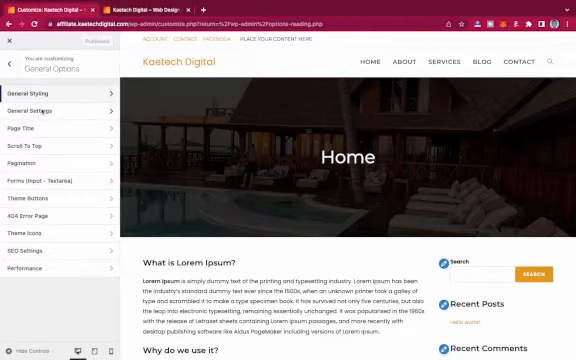 Customize: Kaetech Digital -
Kaetech Digital - Web Design
affiliate.kaetechdigital.com/wp-admin/customize.php?return=%2Fwp-admin%2Foptions-reading.php
Published
You are customizing
General Options
General Styling
General Settings
Page Title
Scroll To Top
Pagination
Forms (Input - Textarea)
Theme Buttons
404 Error Page
Theme Icons
SEO Settings
Performance
Hide Controls
ACCOUNT CONTACT FACEBOOK PLACE YOUR CONTENT HERE
Kaetech Digital
HOME ABOUT SERVICES BLOG CONTACT
Home
What is Lorem Ipsum?
Lorem Ipsum is simply dummy text of the printing and typesetting industry. Lorem Ipsum has been
the industry's standard dummy text ever since the 1500s, when an unknown printer took a galley of
type and scrambled it to make a type specimen book. It has survived not only five centuries, but also
the leap into electronic typesetting, remaining essentially unchanged. It was popularised in the 1960s
with the release of Letraset sheets containing Lorem Ipsum passages, and more recently with
desktop publishing software like Aldus PageMaker including versions of Lorem Ipsum.
Why do we use it?
Search
SEARCH
Recent Posts
Hello world!
Recent Comments